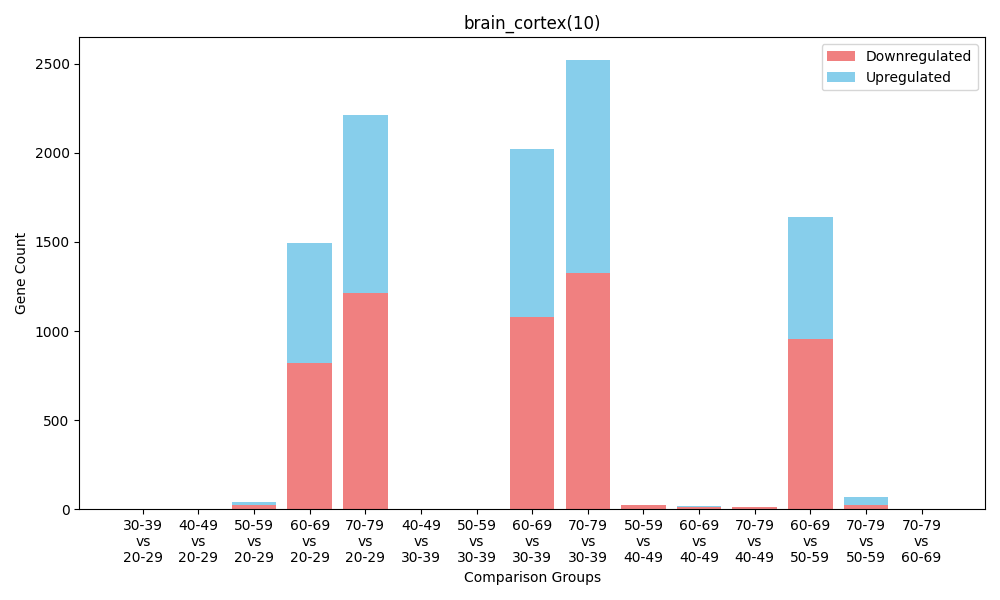 brain_cortex(10)
Downregulated
Upregulated
Gene Count
2500
2000
1500
1000
500
0
30-39
vs
20-29
40-49
vs
20-29
50-59
vs
20-29
60-69
vs
20-29
70-79
vs
20-29
40-49
vs
30-39
50-59
vs
30-39
60-69
vs
30-39
70-79
vs
30-39
50-59
vs
40-49
60-69
vs
40-49
70-79
vs
40-49
60-69
vs
50-59
70-79
vs
50-59
70-79
vs
60-69
Comparison Groups